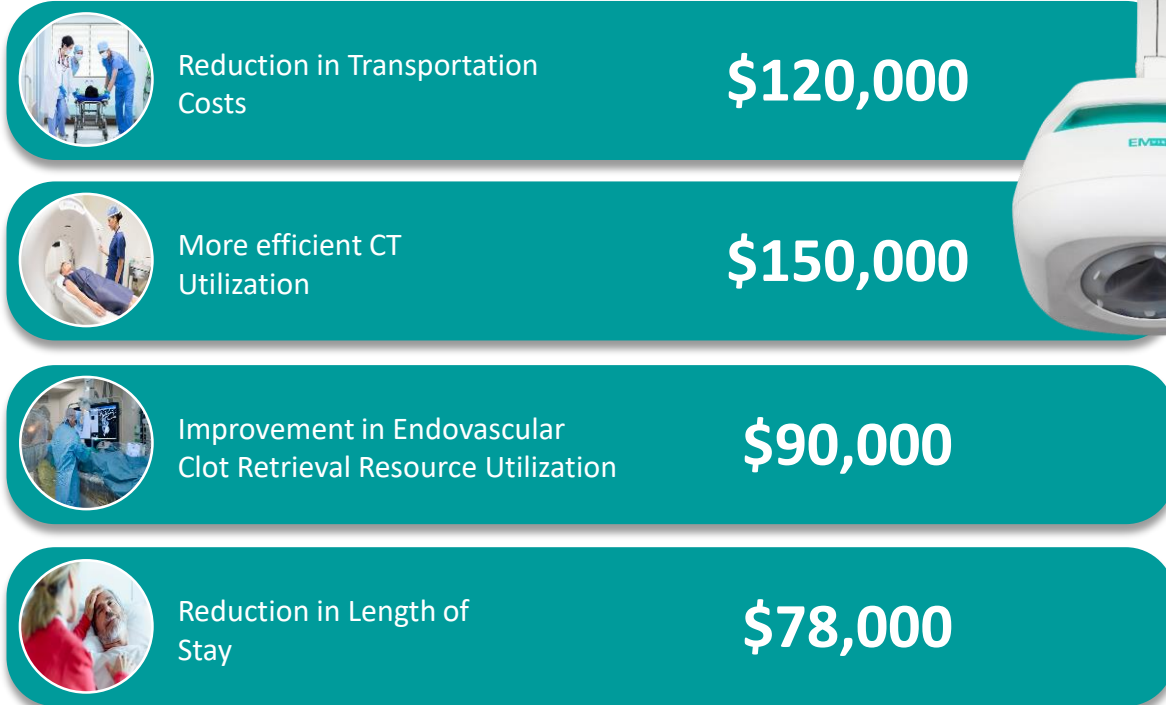 Reduction in Transportation
Costs
$120,000
More efficient CT
Utilization
$150,000
Improvement in Endovascular
Clot Retrieval Resource Utilization
$90,000
Reduction in Length of
Stay
$78,000